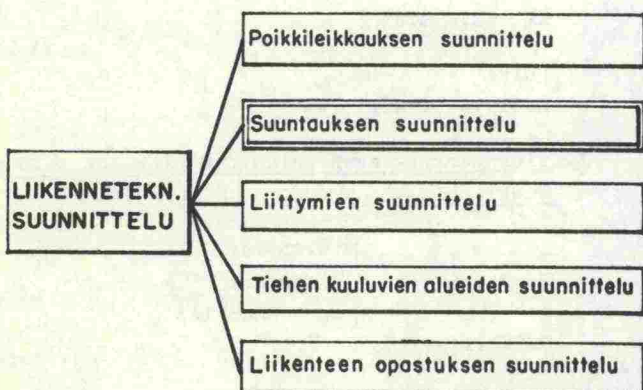 Poikkileikkauksen suunnittelu
Suuntauksen suunnittelu
LIIKENNETEKN.
SUUNNITTELU
Liittymien suunnittelu
Tiehen kuuluvien alueiden suunnittelu
Liikenteen opastuksen suunnittelu